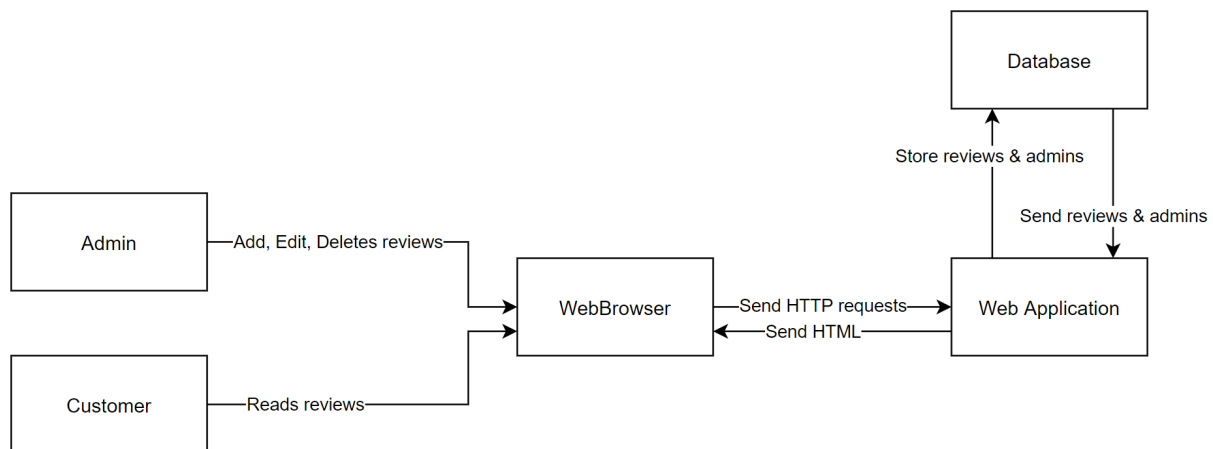 Database
Store reviews & admins
Send reviews & admins
Admin
Add, Edit, Deletes reviews
WebBrowser
Send HTTP requests
Web Application
Send HTML
Customer
Reads reviews